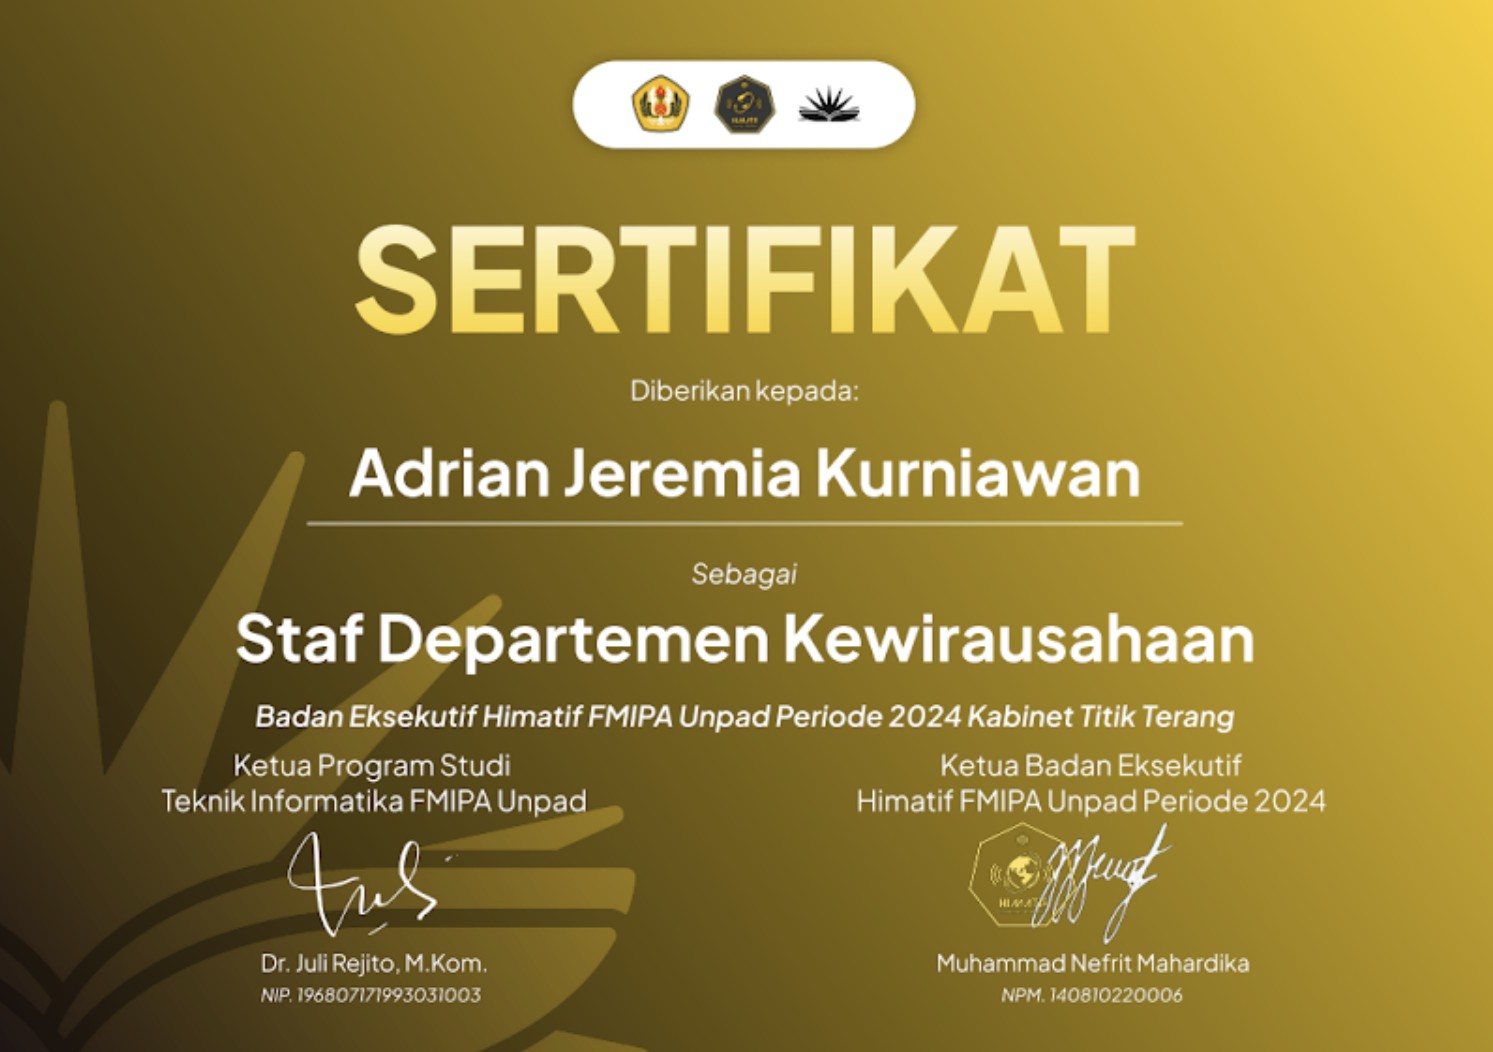 SERTIFIKAT
Diberikan kepada:
Adrian Jeremia Kurniawan
Sebagai
Staf Departemen Kewirausahaan
Badan Eksekutif Himatif FMIPA Unpad Periode 2024 Kabinet Titik Terang
Ketua Program Studi
Teknik Informatika FMIPA Unpad
Dr. Juli Rejito, M.Kom.
NIP. 196807171993031003
Ketua Badan Eksekutif
Himatif FMIPA Unpad Periode 2024
Muhammad Nefrit Mahardika
NPM. 140810220006